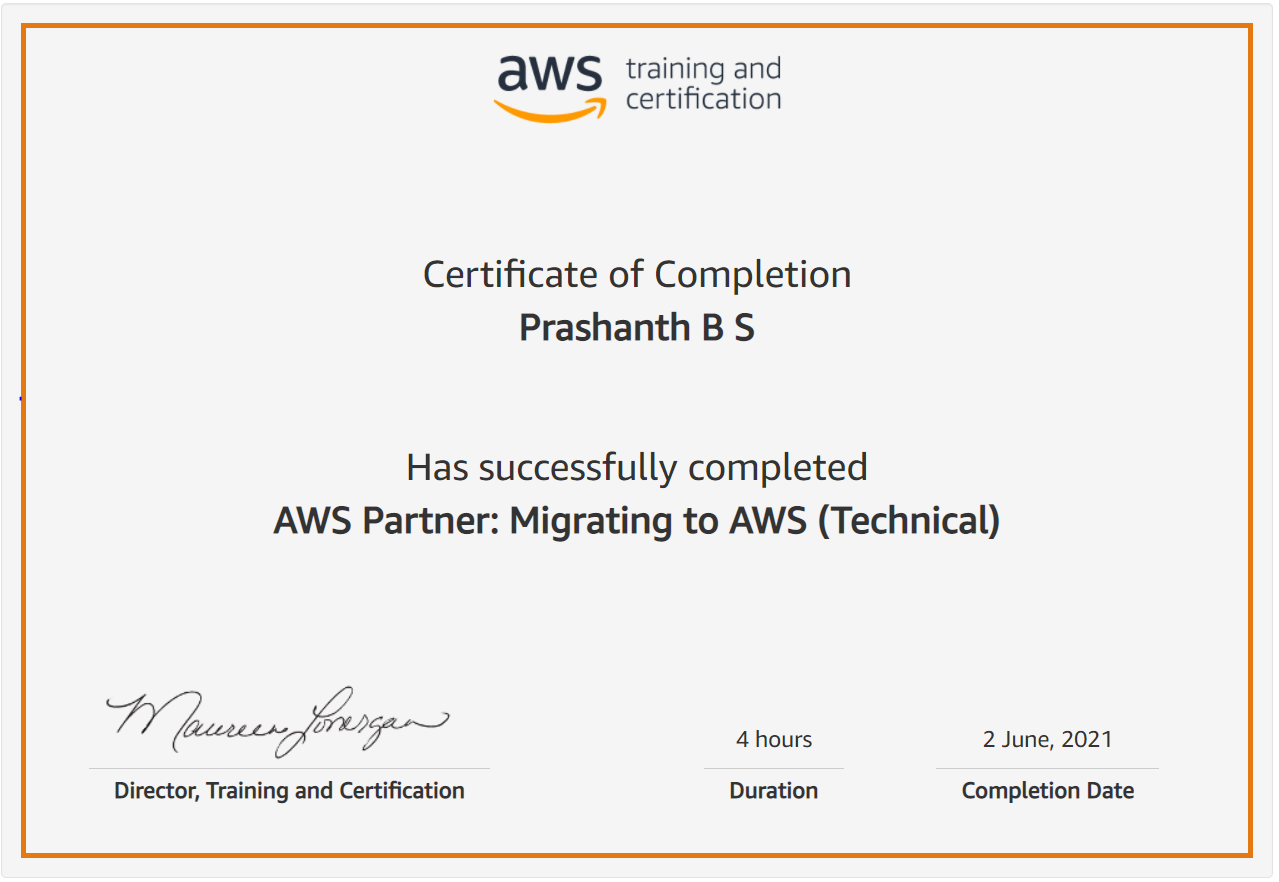 aws training and
certification
Certificate of Completion
Prashanth B S
Has successfully completed
AWS Partner: Migrating to AWS (Technical)
Maureen Lonergan
Director, Training and Certification
4 hours
Duration
2 June, 2021
Completion Date